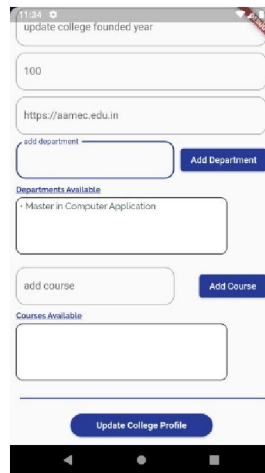 11:34
update college founded year
100
https://aamec.edu.in
add department
Add Department
Departments Available
• Master in Computer Application
add course
Add Course
Courses Available
Update College Profile